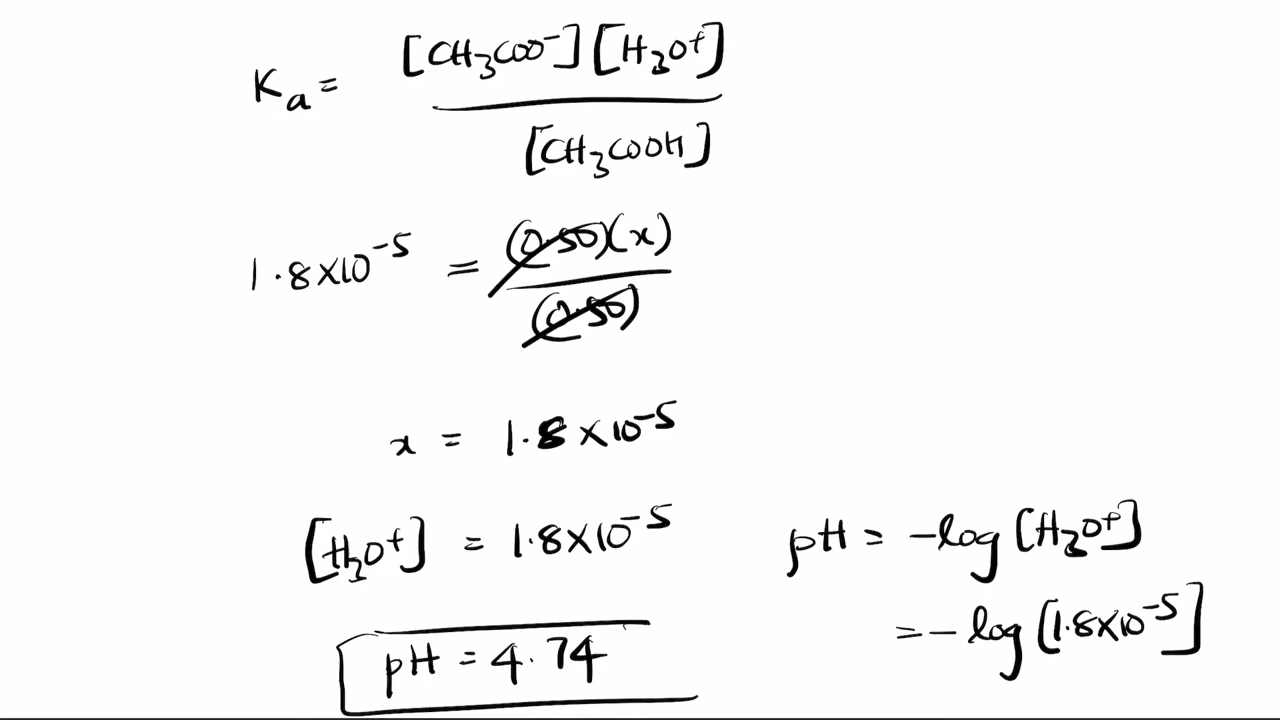 Ka = [CH3COO⁻][H3O⁺] / [CH3COOH]
1.8×10⁻⁵ = (0.50)(x) / (0.50)
x = 1.8×10⁻⁵
[H3O⁺] = 1.8×10⁻⁵
pH = -log[H3O⁺]
= -log[1.8×10⁻⁵]
pH = 4.74